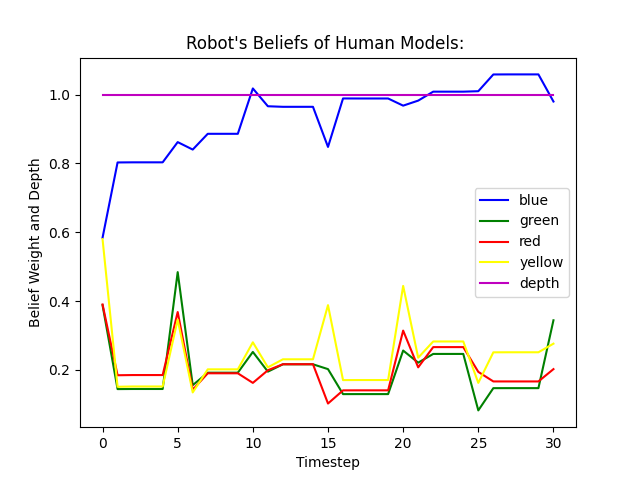 Robot's Beliefs of Human Models:
Belief Weight and Depth
1.0
0.8
0.6
0.4
0.2
blue
green
red
yellow
depth
0 5 10 15 20 25 30
Timestep